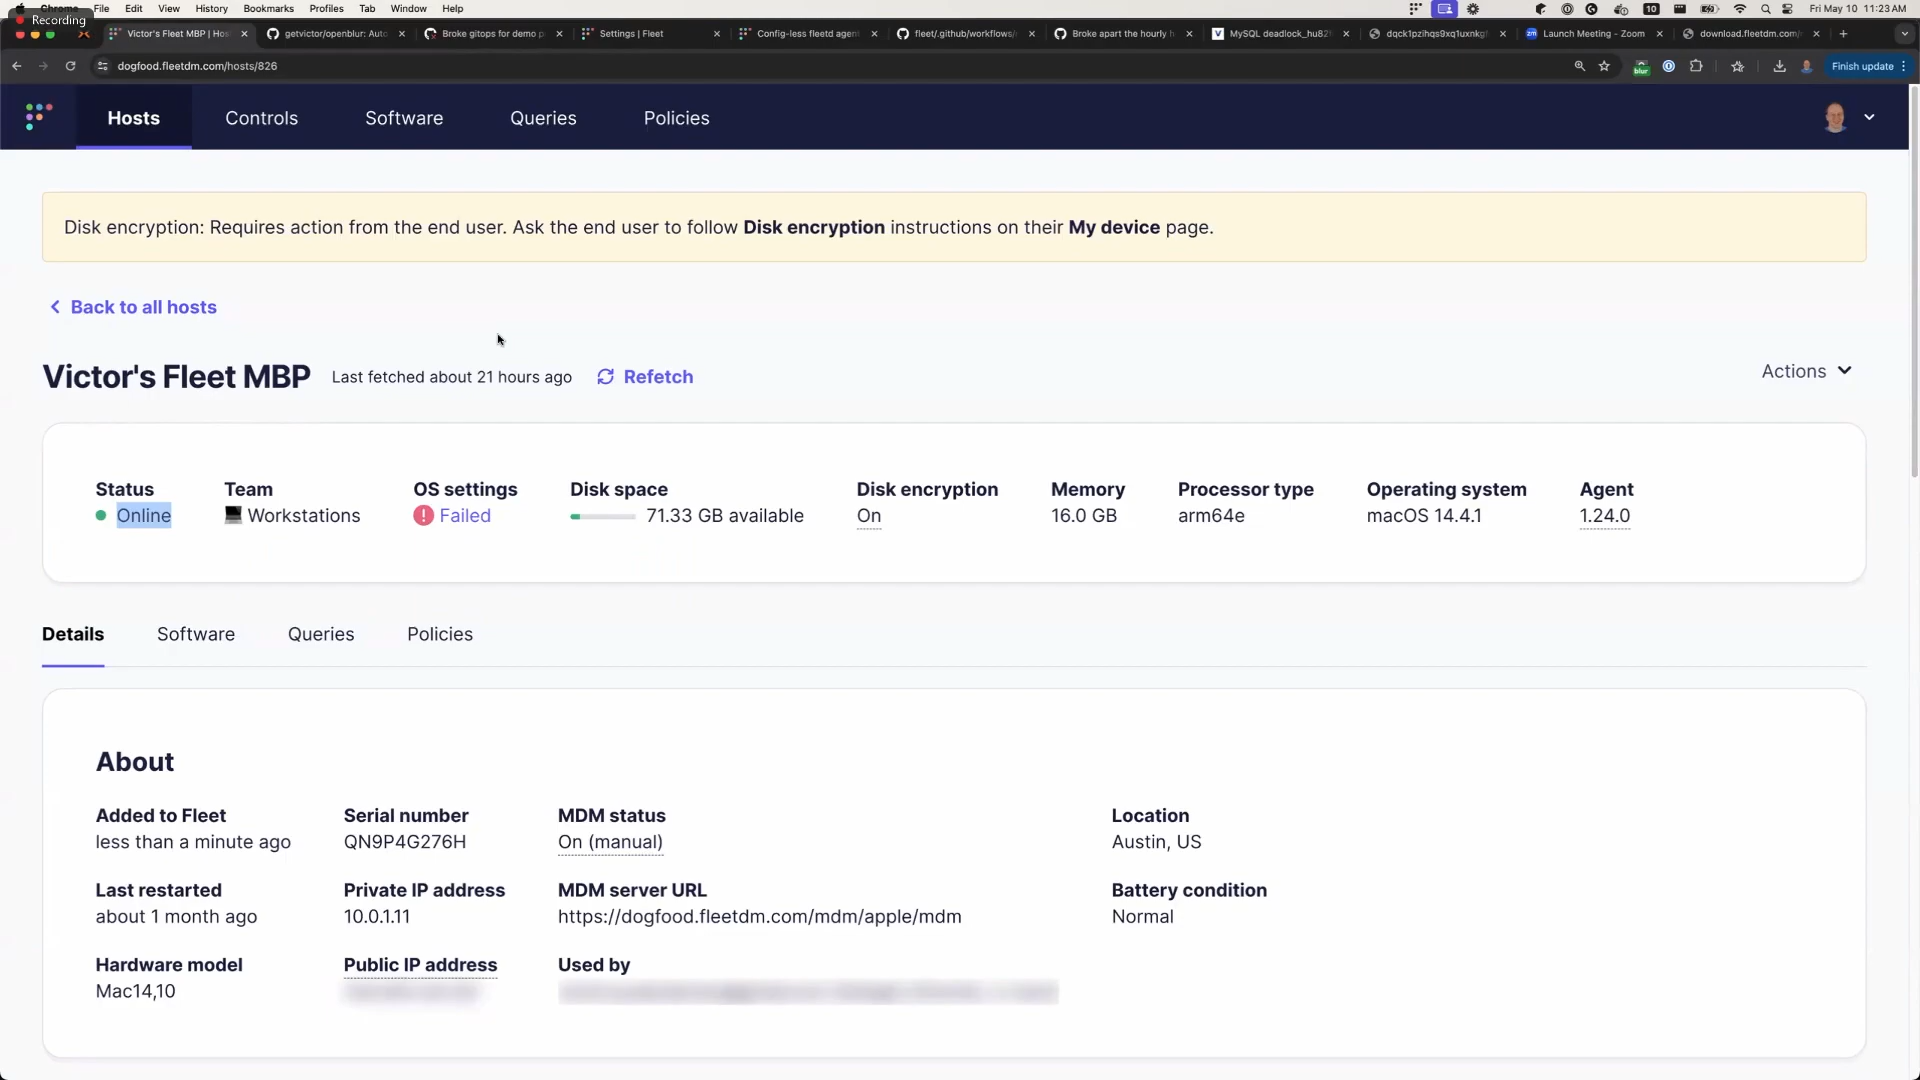 Chrome File Edit View History Bookmarks Profiles Tab Window Help
10 Fri May 10 11:23 AM
Recording
Victor's Fleet MBP | Hos
getvictor/openblur: Auto
Broke gitops for demo p
Settings | Fleet
Config-less fleetd agen
fleet/.github/workflows/
Broke apart the hourly h
MySQL deadlock_hu82
dqck1pzihqs9xq1uxnkg
Launch Meeting - Zoom
download.fleetdm.com/
dogfood.fleetdm.com/hosts/826
blur
Finish update
Hosts Controls Software Queries Policies
Disk encryption: Requires action from the end user. Ask the end user to follow Disk encryption instructions on their My device page.
Back to all hosts
Victor's Fleet MBP Last fetched about 21 hours ago Refetch Actions
Status Team OS settings Disk space Disk encryption Memory Processor type Operating system Agent
Online Workstations Failed 71.33 GB available On 16.0 GB arm64e macOS 14.4.1 1.24.0
Details Software Queries Policies
About
Added to Fleet Serial number MDM status Location
less than a minute ago QN9P4G276H On (manual) Austin, US
Last restarted Private IP address MDM server URL Battery condition
about 1 month ago 10.0.1.11 https://dogfood.fleetdm.com/mdm/apple/mdm Normal
Hardware model Public IP address Used by
Mac14,10